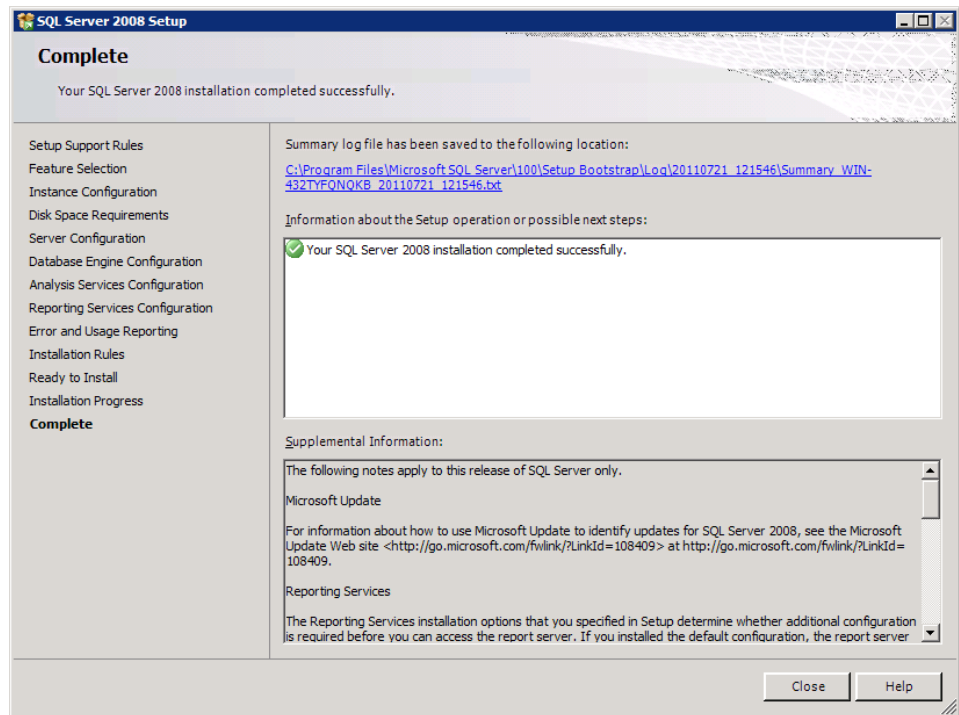 SQL Server 2008 Setup
Complete
Your SQL Server 2008 installation completed successfully.
Setup Support Rules
Feature Selection
Instance Configuration
Disk Space Requirements
Server Configuration
Database Engine Configuration
Analysis Services Configuration
Reporting Services Configuration
Error and Usage Reporting
Installation Rules
Ready to Install
Installation Progress
Complete
Summary log file has been saved to the following location:
C:\Program Files\Microsoft SQL Server\100\Setup Bootstrap\Log\20110721_121546\Summary_WIN-
432TYFQNQKB_20110721_121546.txt
Information about the Setup operation or possible next steps:
Your SQL Server 2008 installation completed successfully.
Supplemental Information:
The following notes apply to this release of SQL Server only.
Microsoft Update
For information about how to use Microsoft Update to identify updates for SQL Server 2008, see the Microsoft
Update Web site <http://go.microsoft.com/fwlink/?LinkId=108409> at http://go.microsoft.com/fwlink/?LinkId=
108409.
Reporting Services
The Reporting Services installation options that you specified in Setup determine whether additional configuration
is required before you can access the report server. If you installed the default configuration, the report server
Close
Help